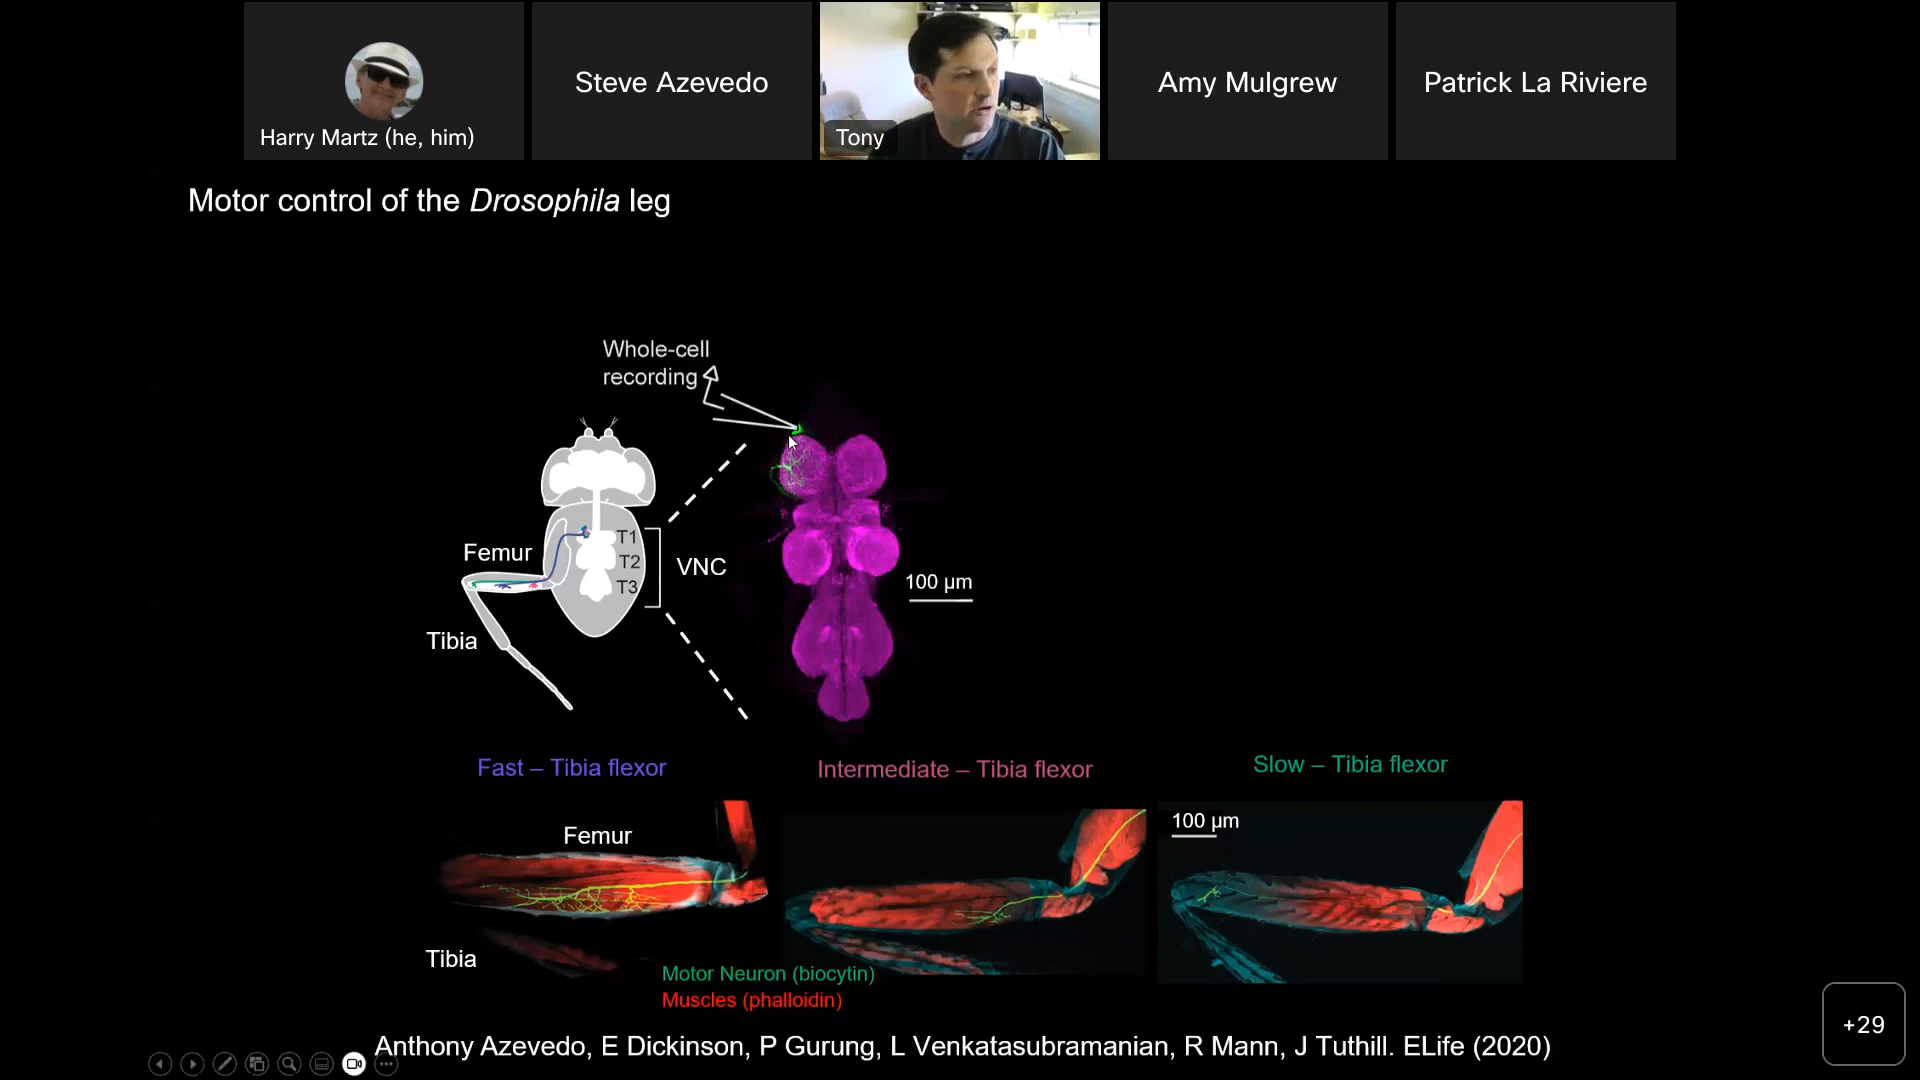 Harry Martz (he, him)
Steve Azevedo
Tony
Amy Mulgrew
Patrick La Riviere
Motor control of the Drosophila leg
Whole-cell
recording
Femur
T1
T2
T3
VNC
100 µm
Tibia
Fast – Tibia flexor
Intermediate – Tibia flexor
Slow – Tibia flexor
Femur
100 µm
Tibia
Motor Neuron (biocytin)
Muscles (phalloidin)
+29
Anthony Azevedo, E Dickinson, P Gurung, L Venkatasubramanian, R Mann, J Tuthill. ELife (2020)